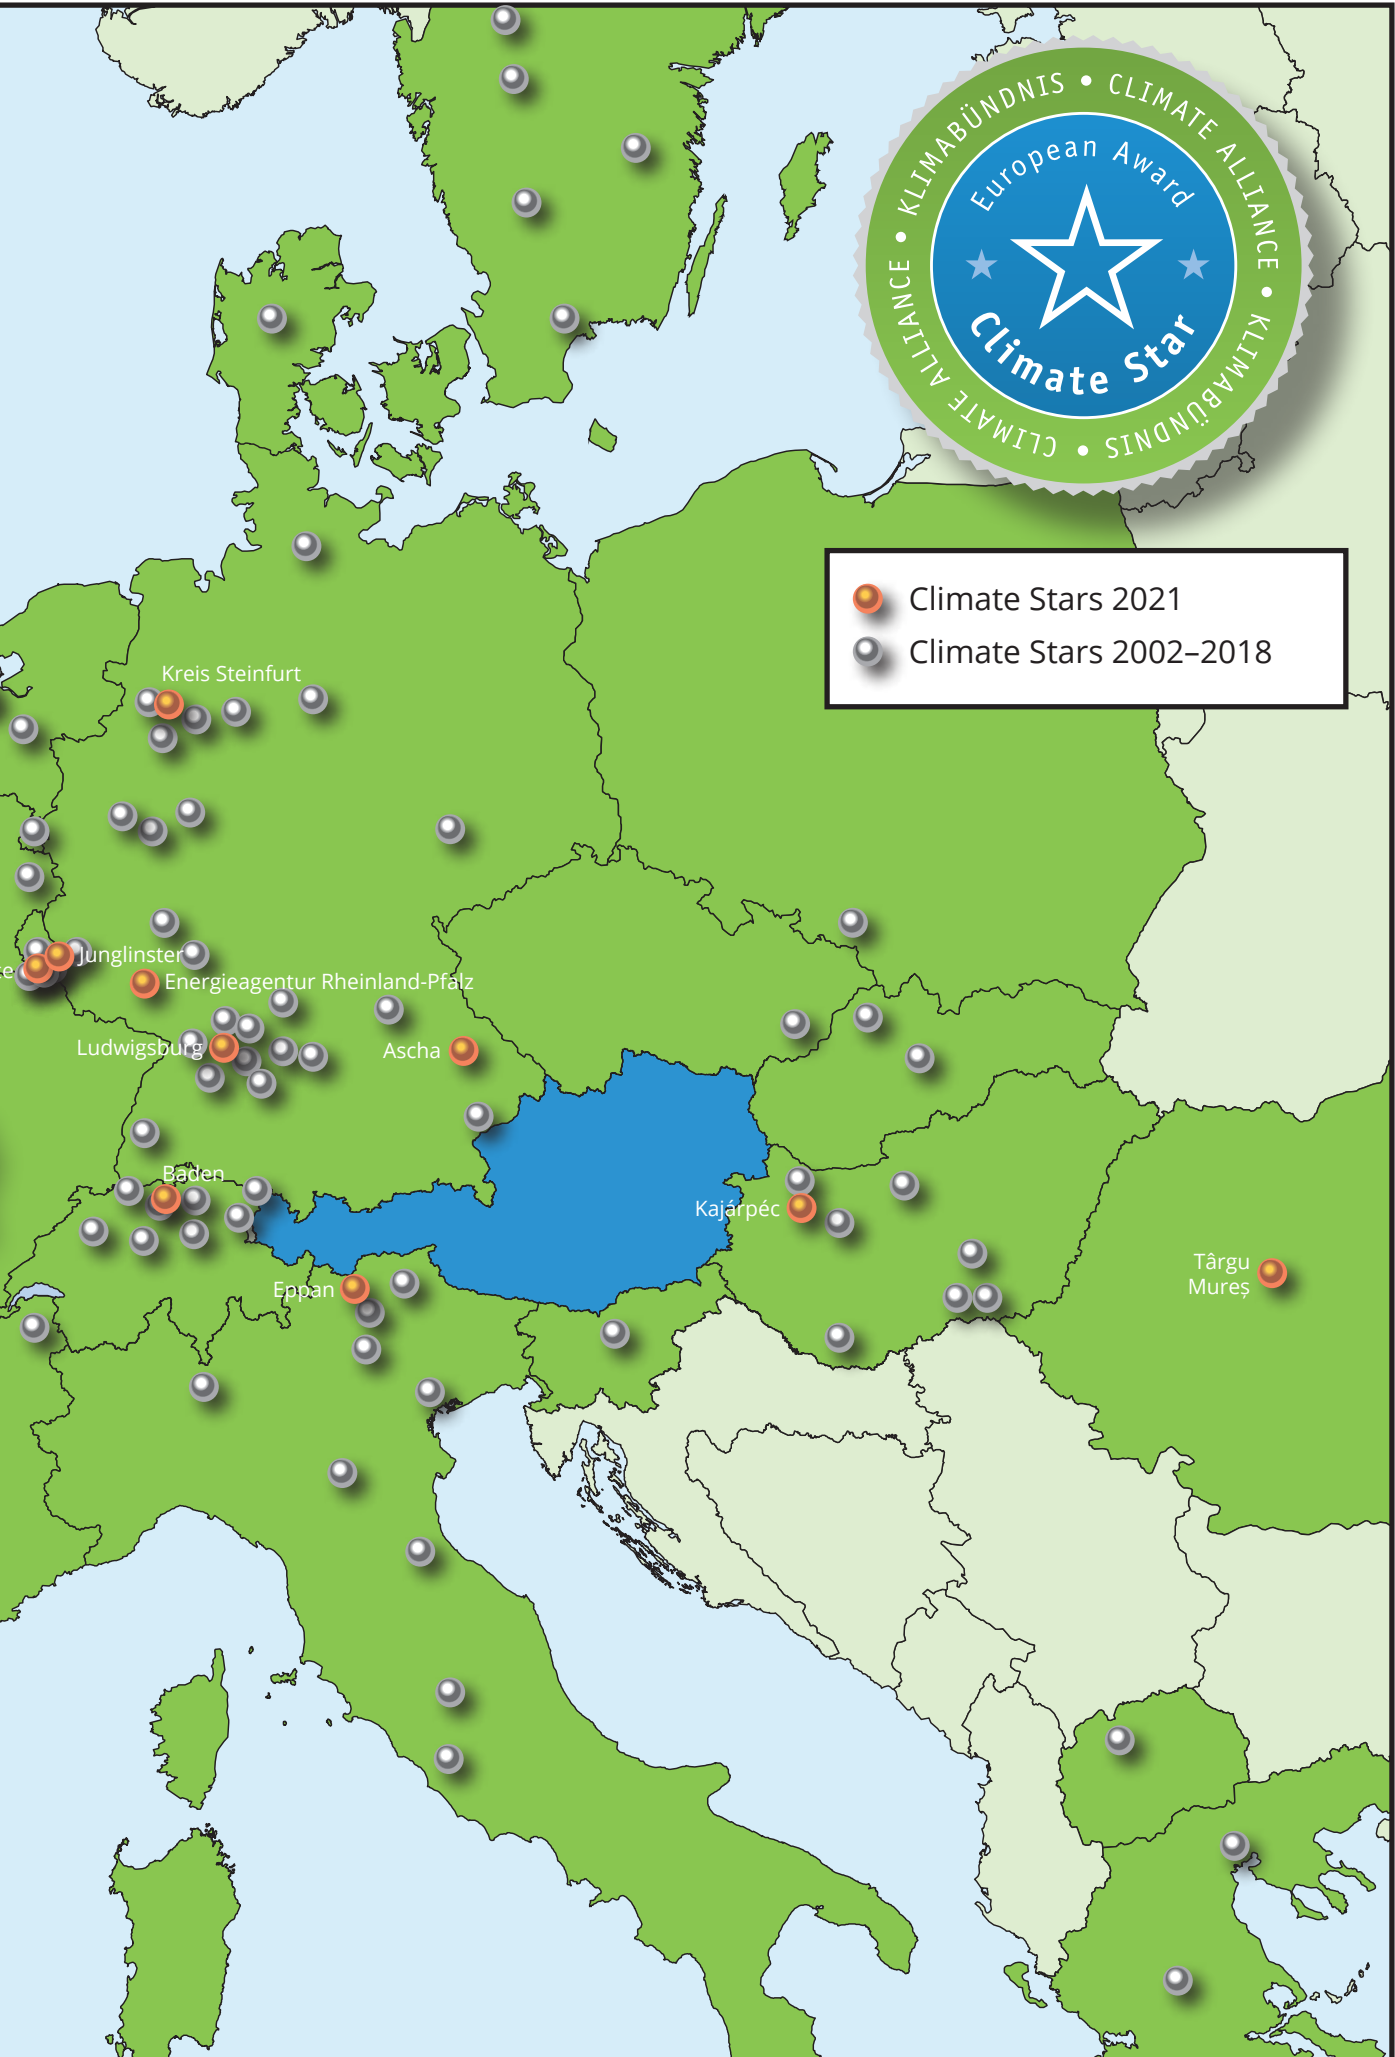 KLIMABÜNDNIS • CLIMATE ALLIANCE • KLIMABÜNDNIS • CLIMATE ALLIANCE •
European Award
Climate Star
Climate Stars 2021
Climate Stars 2002–2018
Kreis Steinfurt
Junglinster
Energieagentur Rheinland-Pfalz
Ludwigsburg
Ascha
Baden
Kajárpéc
Eppan
Târgu
Mureș